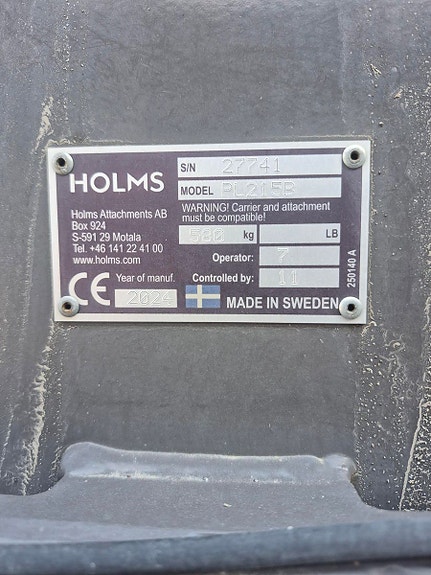 HOLMS
S/N 27741
MODEL PL215B
WARNING! Carrier and attachment
must be compatible!
580 kg LB
Operator: 7
Controlled by: 11
Holms Attachments AB
Box 924
S-591 29 Motala
Tel. +46 141 22 41 00
www.holms.com
CE Year of manuf. 2024
MADE IN SWEDEN
250140 A